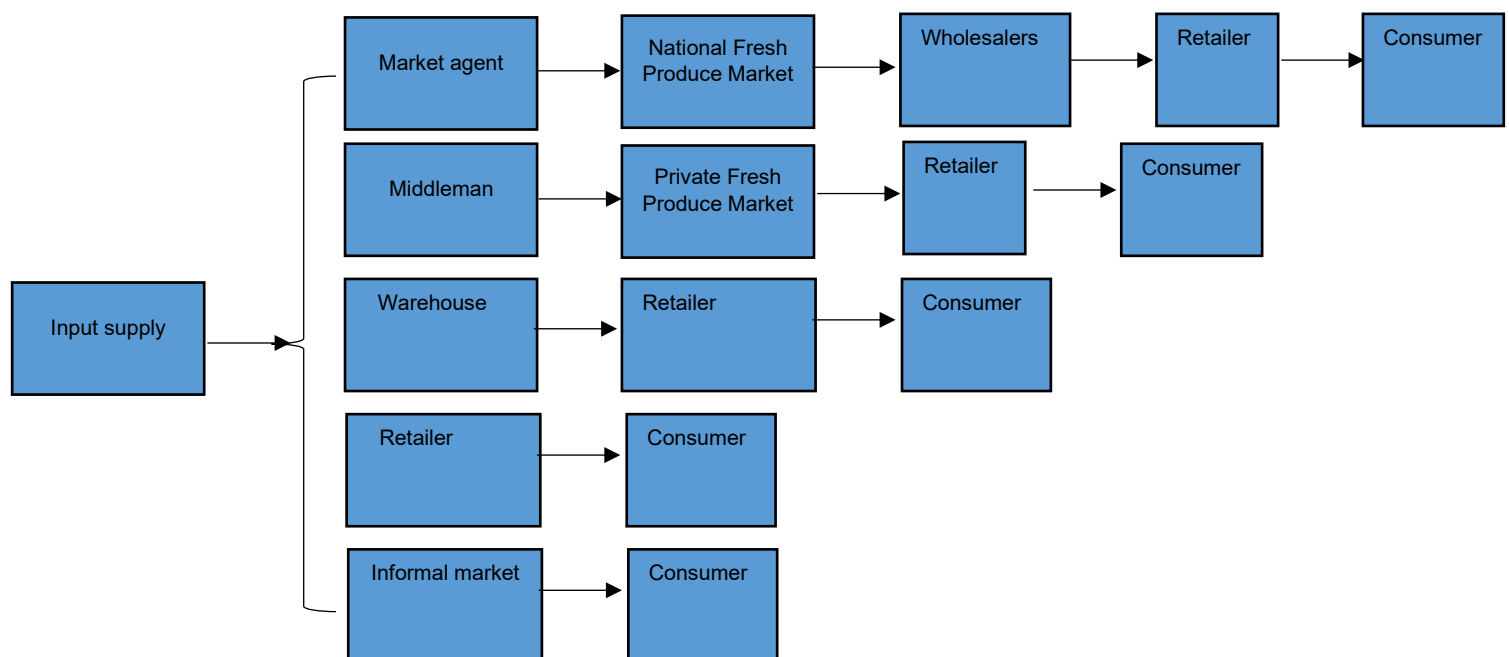 Market agent
National Fresh
Produce Market
Wholesalers
Retailer
Consumer
Middleman
Private Fresh
Produce Market
Retailer
Consumer
Input supply
Warehouse
Retailer
Consumer
Retailer
Consumer
Informal market
Consumer